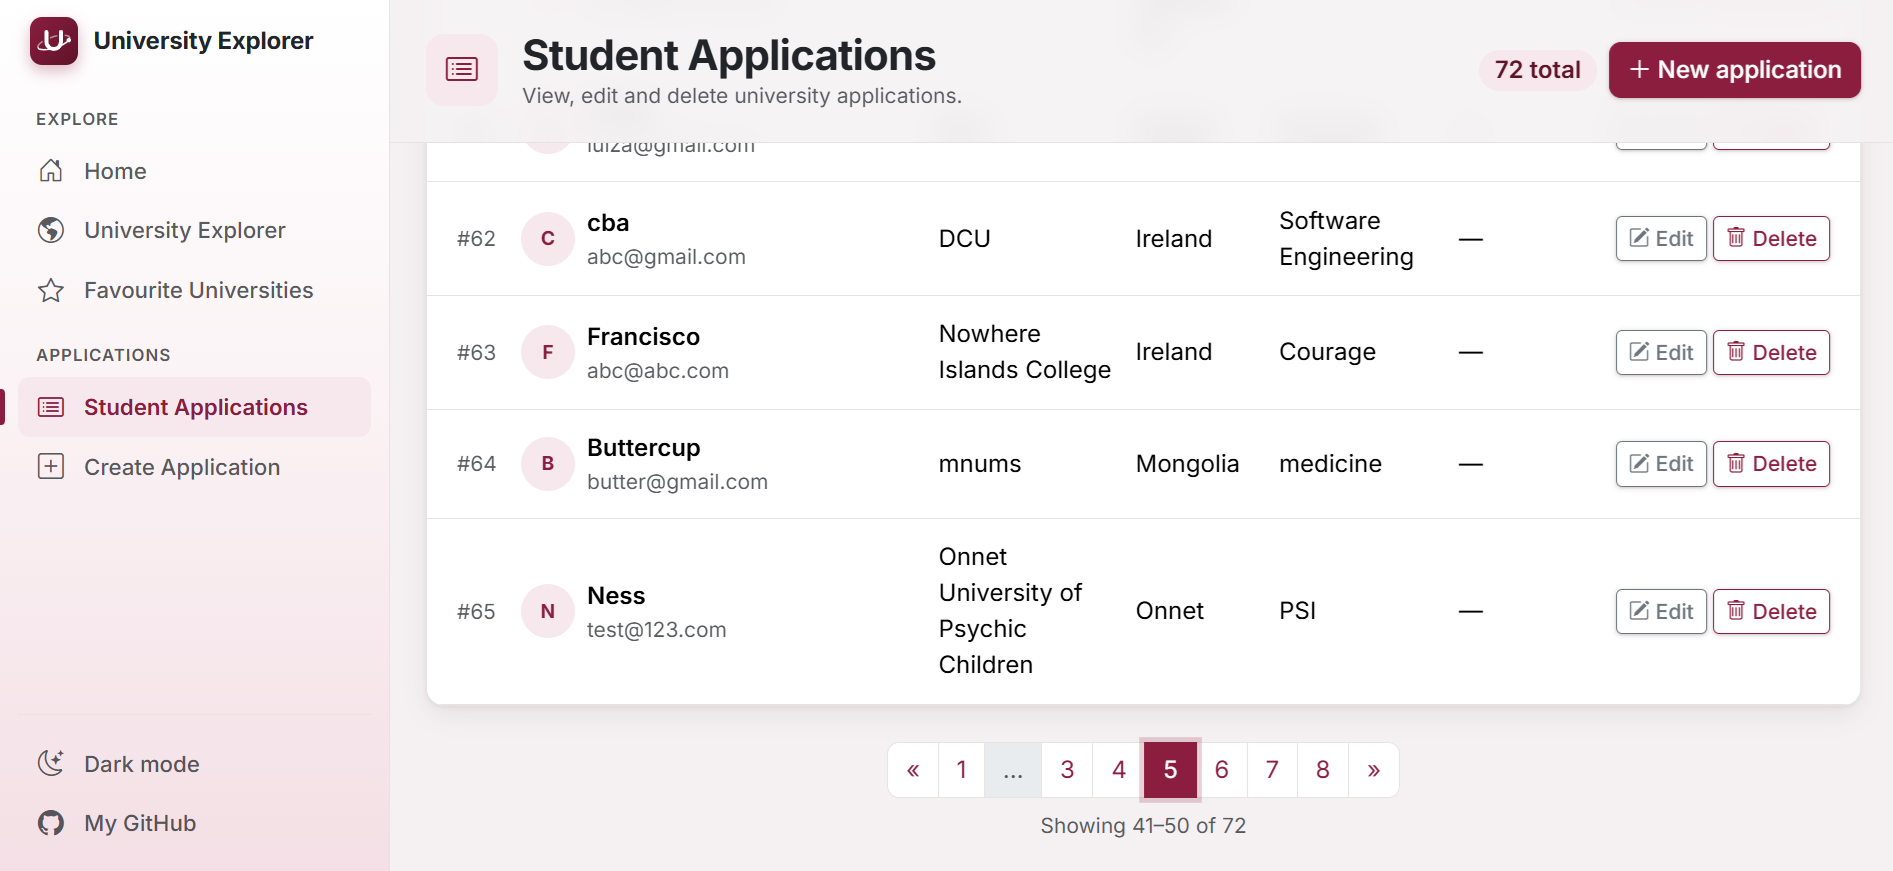 University Explorer
EXPLORE
Home
University Explorer
Favourite Universities
APPLICATIONS
Student Applications
Create Application
Dark mode
My GitHub
Student Applications
View, edit and delete university applications.
72 total
+ New application
luiza@gmail.com
#62
C
cba
abc@gmail.com
DCU
Ireland
Software
Engineering
—
Edit
Delete
#63
F
Francisco
abc@abc.com
Nowhere
Islands College
Ireland
Courage
—
Edit
Delete
#64
B
Buttercup
butter@gmail.com
mnums
Mongolia
medicine
—
Edit
Delete
#65
N
Ness
test@123.com
Onnet
University of
Psychic
Children
Onnet
PSI
—
Edit
Delete
« 1 ... 3 4 5 6 7 8 »
Showing 41–50 of 72